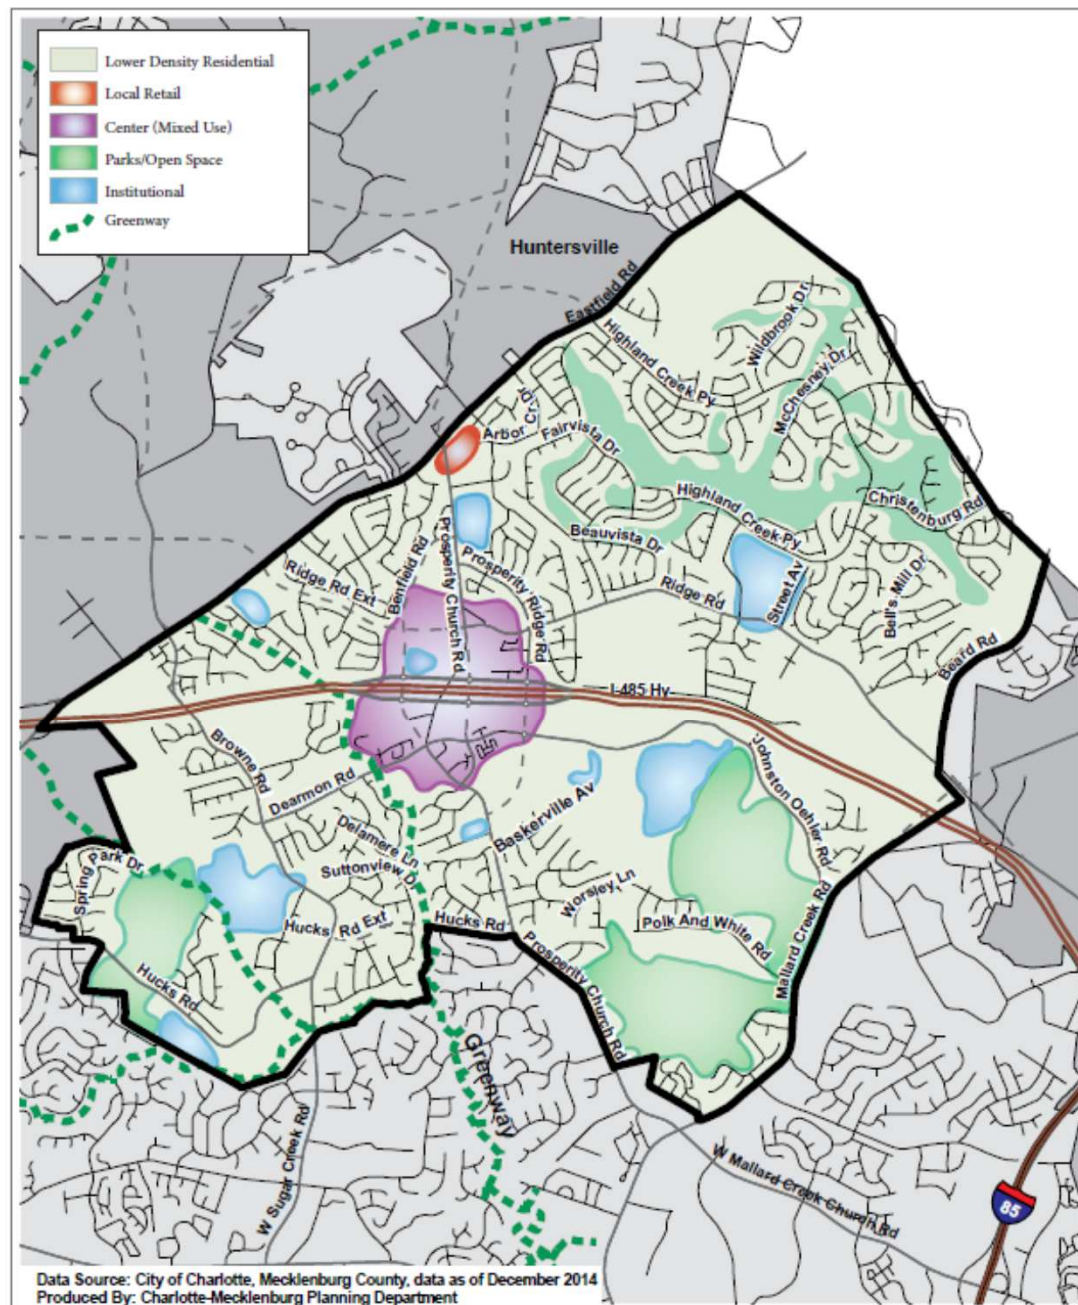 Lower Density Residential
Local Retail
Center (Mixed Use)
Parks/Open Space
Institutional
Greenway
Huntersville
Eastfield Rd
Highland Creek Py
Wildbrook Dr
McChesney Dr
Arbor Cr Dr
Fairvista Dr
Highland Creek Py
Christenburg Rd
Beauvista Dr
Prosperity Church Rd
Benfield Rd
Prosperity Ridge Rd
Ridge Rd Ext
Ridge Rd
Street Av
Bell's Mill Dr
Beard Rd
I-485 Hy
Browne Rd
Dearmon Rd
Johnston Oehler Rd
Baskerville Av
Delamere Ln
Suttonview Dr
Park Dr
Spring
Worsley Ln
Hucks Rd Ext
Hucks Rd
Polk And White Rd
Mallard Creek Rd
Hucks Rd
Prosperity Church Rd
Greenway
W Sugar Creek Rd
W Mallard Creek Church Rd
85
Data Source: City of Charlotte, Mecklenburg County, data as of December 2014
Produced By: Charlotte-Mecklenburg Planning Department